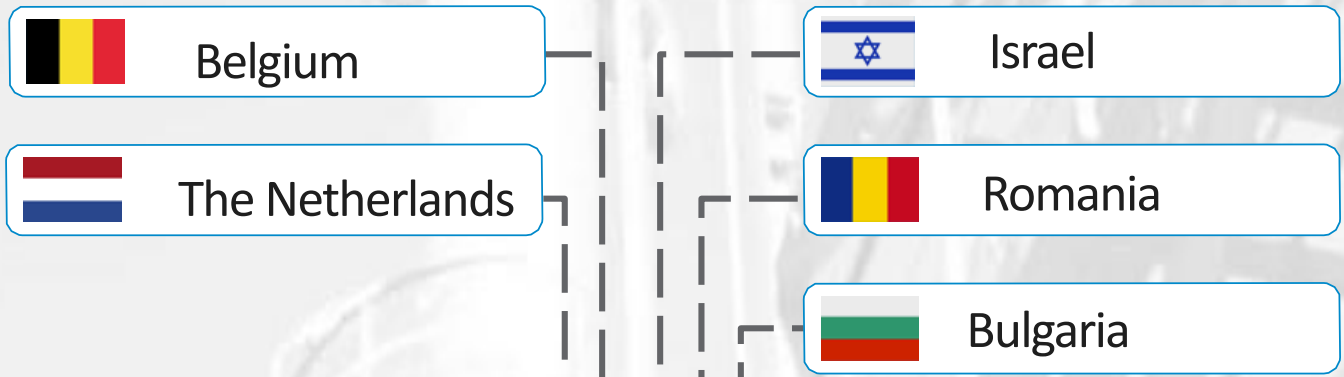 Belgium
Israel
The Netherlands
Romania
Bulgaria